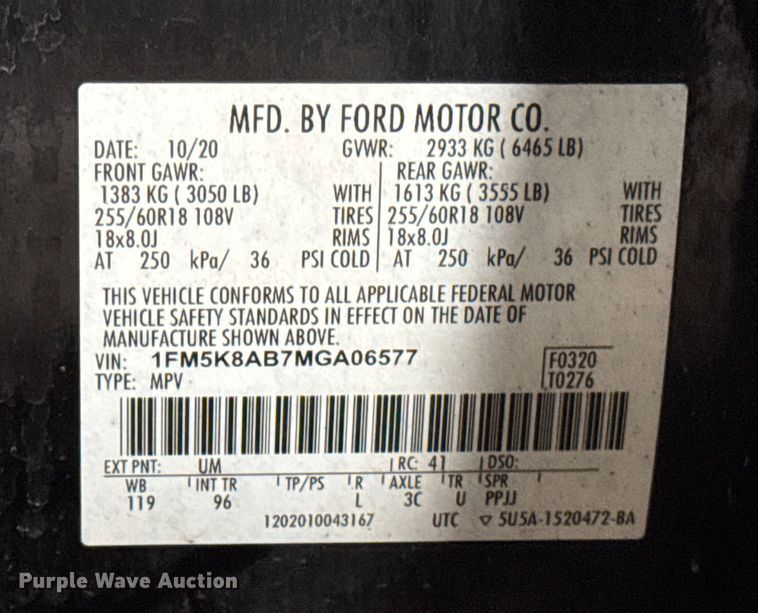 MFD. BY FORD MOTOR CO.
DATE: 10/20 GVWR: 2933 KG ( 6465 LB)
FRONT GAWR: REAR GAWR:
1383 KG ( 3050 LB) WITH 1613 KG ( 3555 LB) WITH
255/60R18 108V TIRES 255/60R18 108V TIRES
18x8.0J RIMS 18x8.0J RIMS
AT 250 kPa/ 36 PSI COLD AT 250 kPa/ 36 PSI COLD
THIS VEHICLE CONFORMS TO ALL APPLICABLE FEDERAL MOTOR
VEHICLE SAFETY STANDARDS IN EFFECT ON THE DATE OF
MANUFACTURE SHOWN ABOVE.
VIN: 1FM5K8AB7MGA06577 F0320
TYPE: MPV T0276
EXT PNT: UM RC: 41 DSO:
WB INT TR TP/PS R AXLE TR SPR
119 96 L 3C U PPJJ
1202010043167 UTC ▽ 5U5A-1520472-BA
Purple Wave Auction